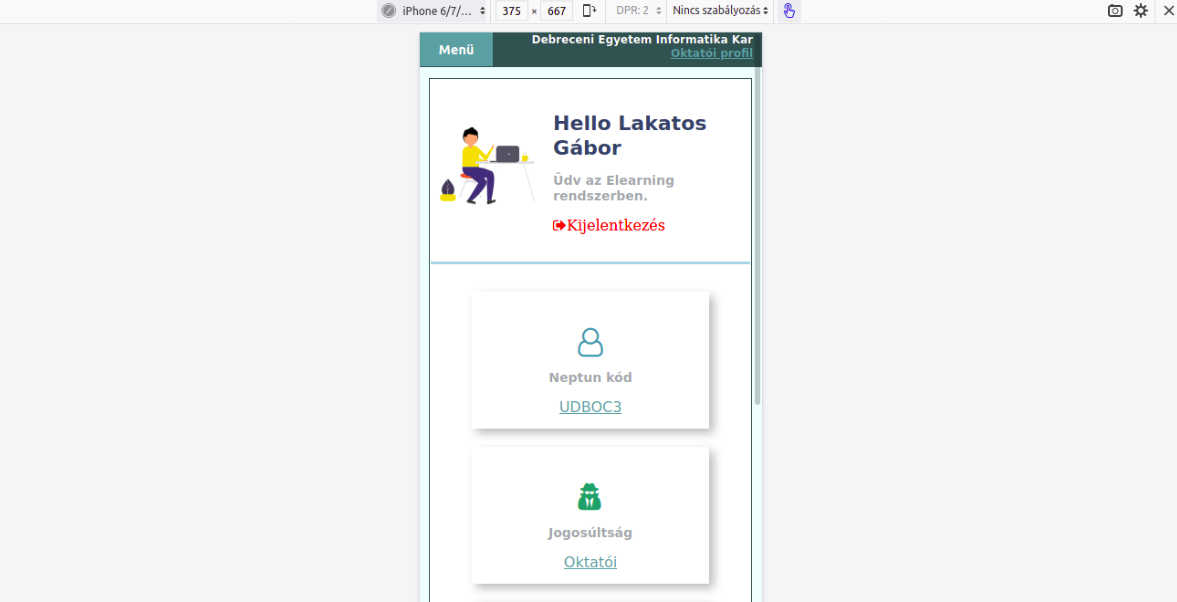 iPhone 6/7/... 375 × 667 DPR: 2 Nincs szabályozás
Menü
Debreceni Egyetem Informatika Kar
Oktatói profil
Hello Lakatos
Gábor
Üdv az Elearning
rendszerben.
Kijelentkezés
Neptun kód
UDBOC3
Jogosúltság
Oktatói